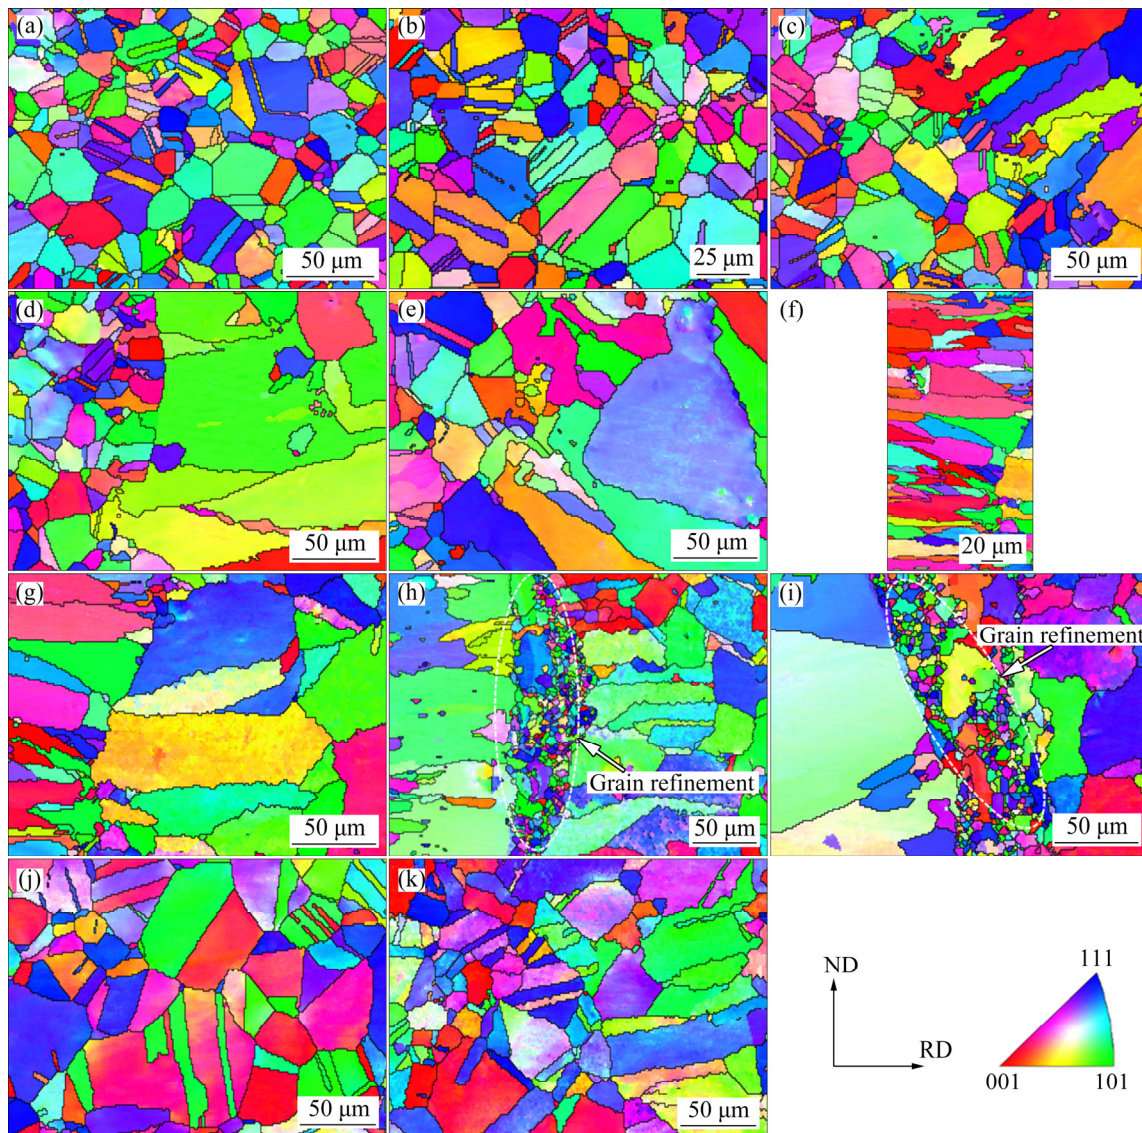 (a)
(b)
(c)
50 μm
25 μm
50 μm
(d)
(e)
(f)
50 μm
50 μm
20 μm
(g)
(h)
(i)
Grain refinement
Grain refinement
50 μm
50 μm
50 μm
(j)
(k)
50 μm
50 μm
ND
RD
111
001
101